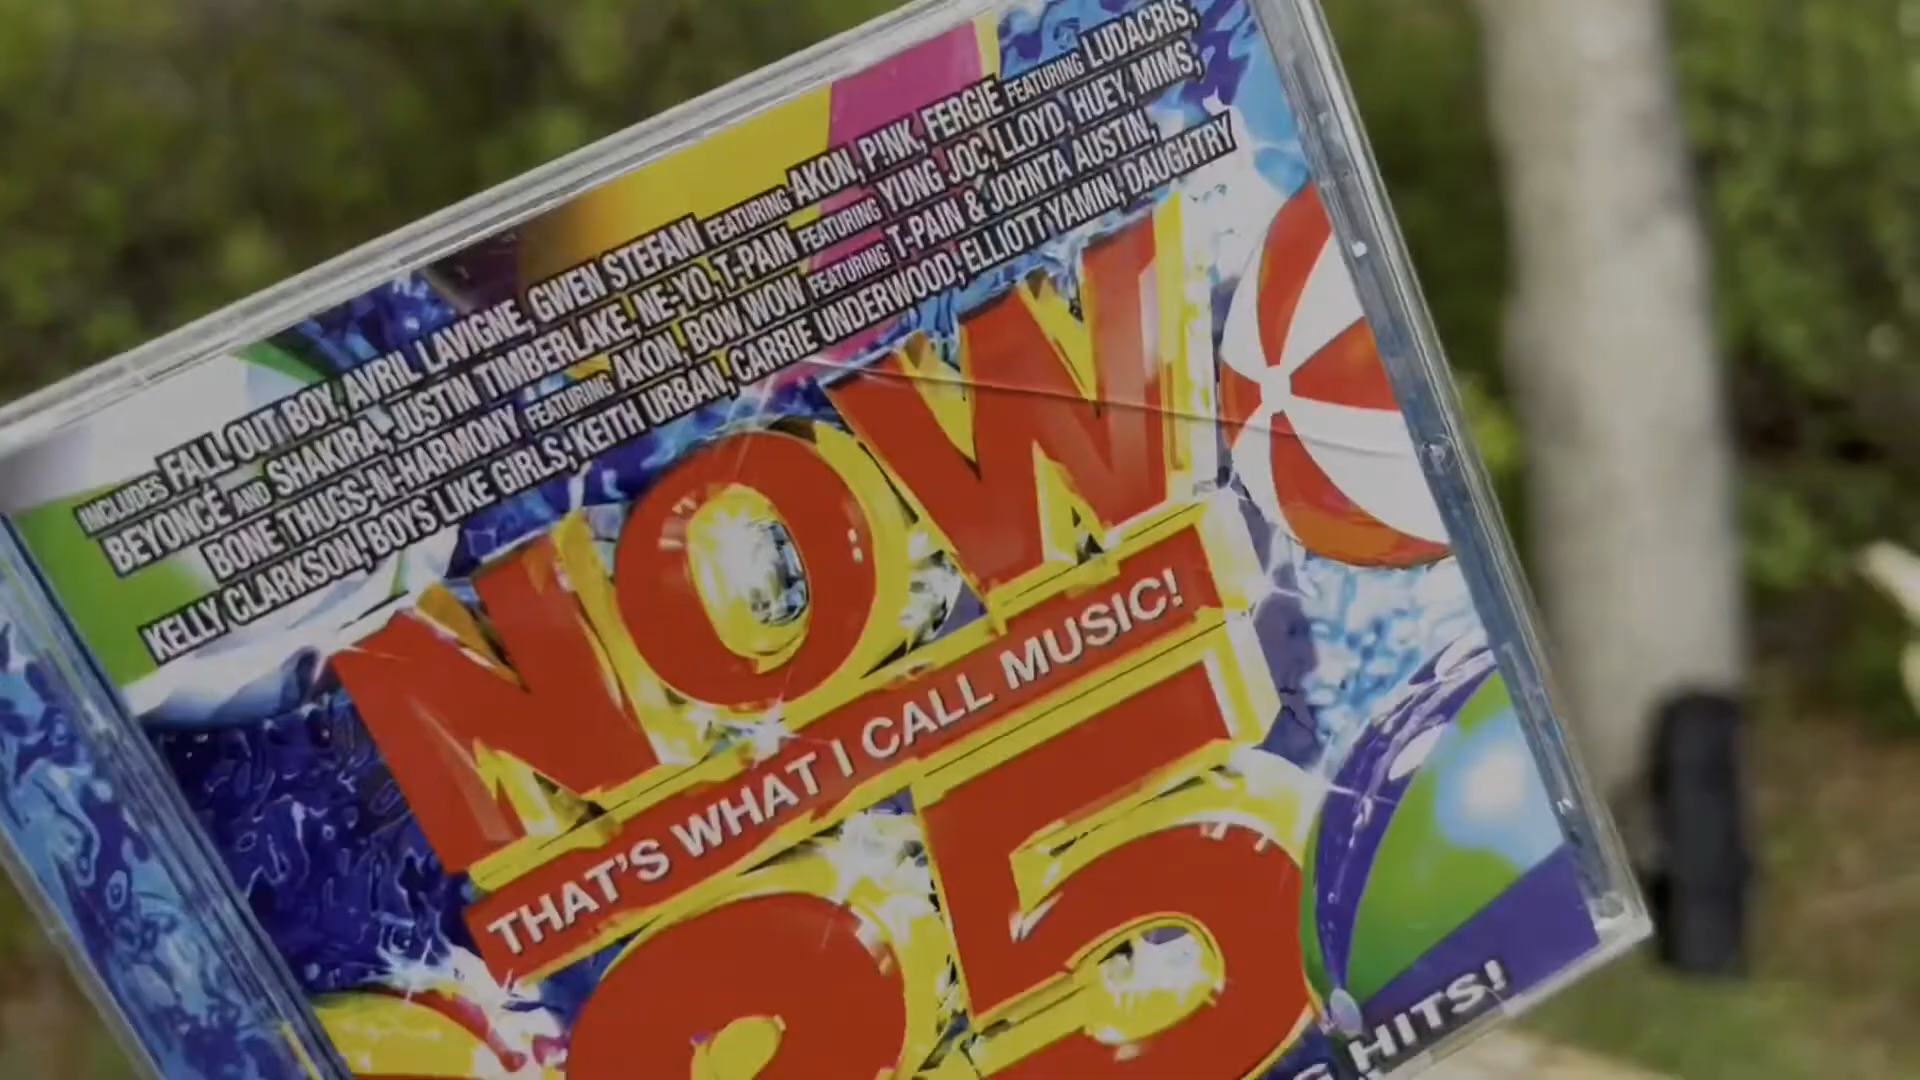 INCLUDES FALL OUT BOY, AVRIL LAVIGNE, GWEN STEFANI FEATURING AKON, P!NK, FERGIE FEATURING LUDACRIS,
BEYONCÉ AND SHAKIRA, JUSTIN TIMBERLAKE, NE-YO, T-PAIN FEATURING YUNG JOC, LLOYD, HUEY, MIMS,
BONE THUGS-N-HARMONY FEATURING AKON, BOW WOW FEATURING T-PAIN & JOHNTA AUSTIN,
KELLY CLARKSON, BOYS LIKE GIRLS, KEITH URBAN, CARRIE UNDERWOOD, ELLIOTT YAMIN, DAUGHTRY
NOW
THAT'S WHAT I CALL MUSIC!
25
HITS!